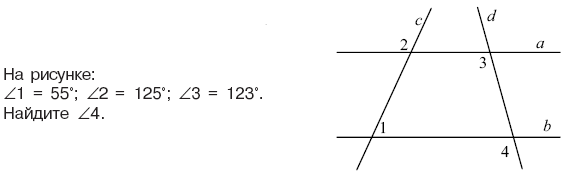 На рисунке:
∠1 = 55°; ∠2 = 125°; ∠3 = 123°.
Найдите ∠4.
c
d
2
3
a
1
4
b